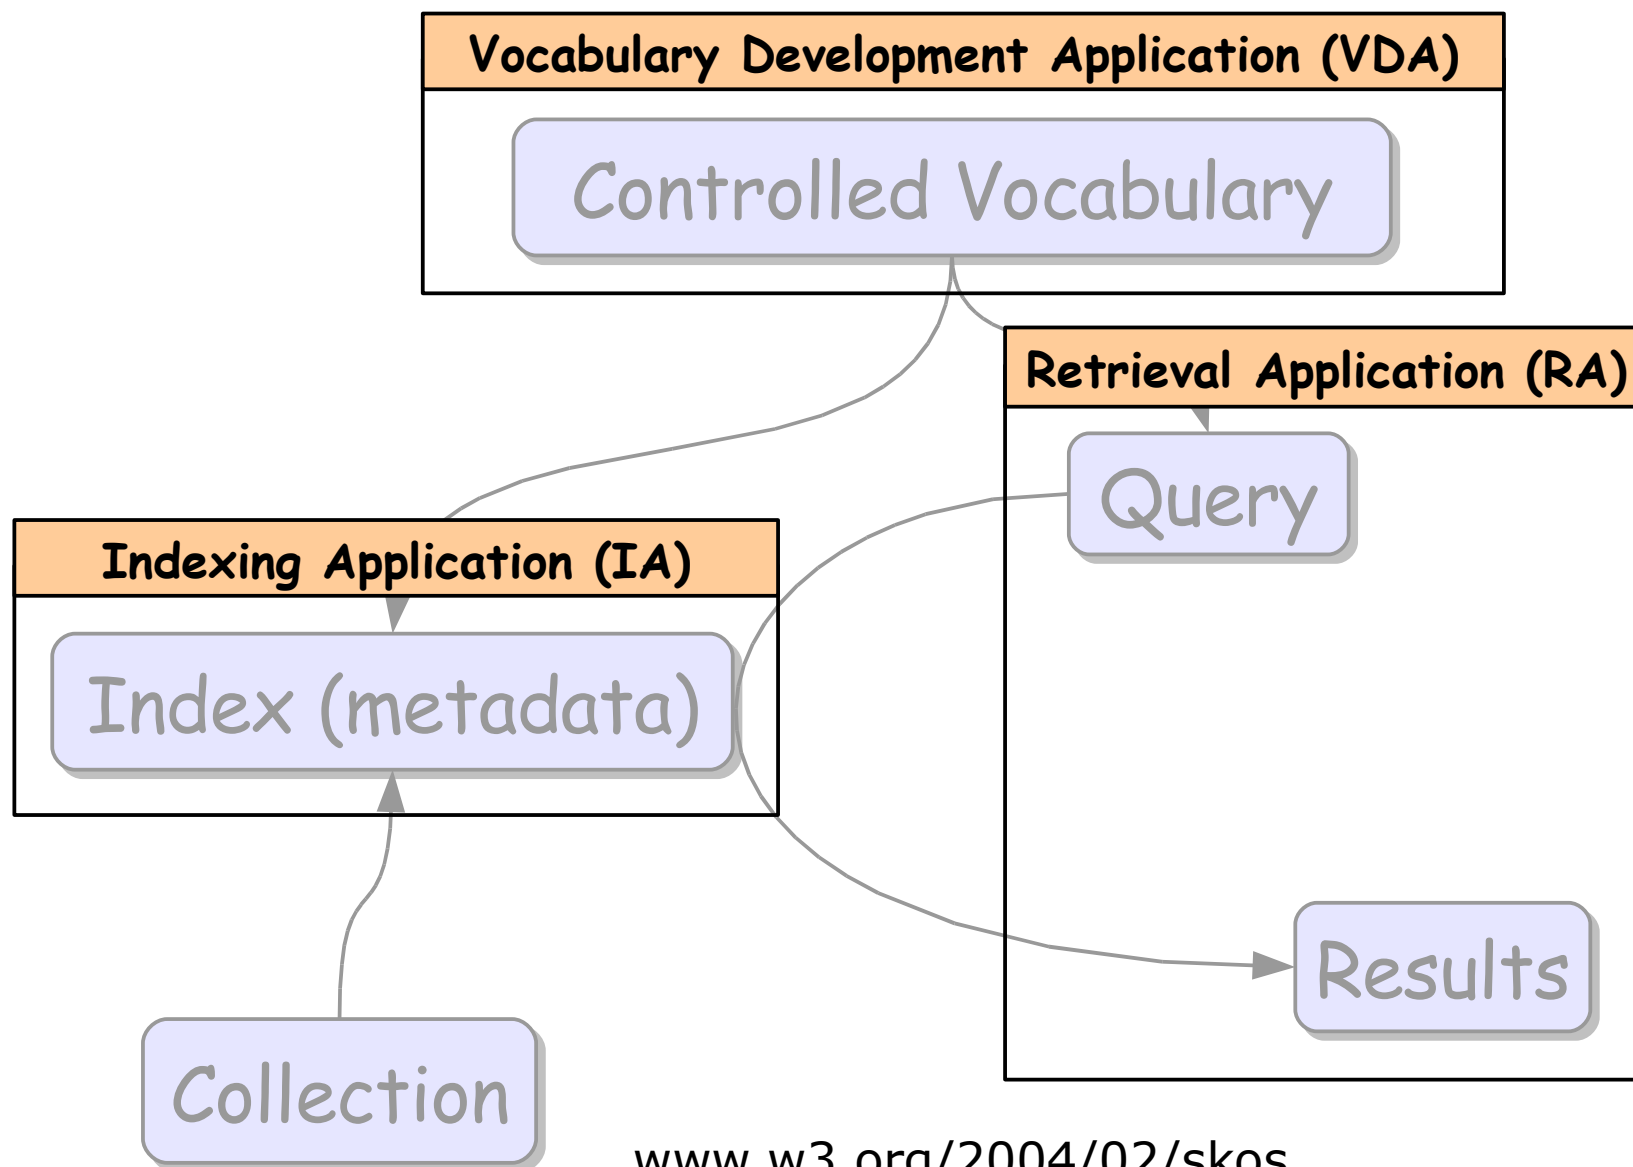 Vocabulary Development Application (VDA)
Controlled Vocabulary
Retrieval Application (RA)
Query
Indexing Application (IA)
Index (metadata)
Results
Collection
www.w3.org/2004/02/skos